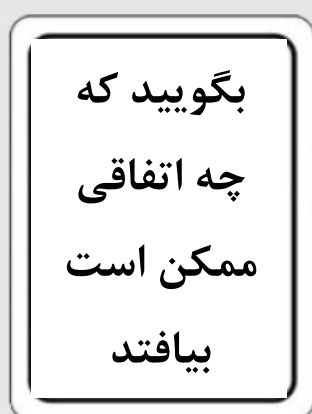 بگویید که
چه اتفاقی
ممکن است
بیافتد